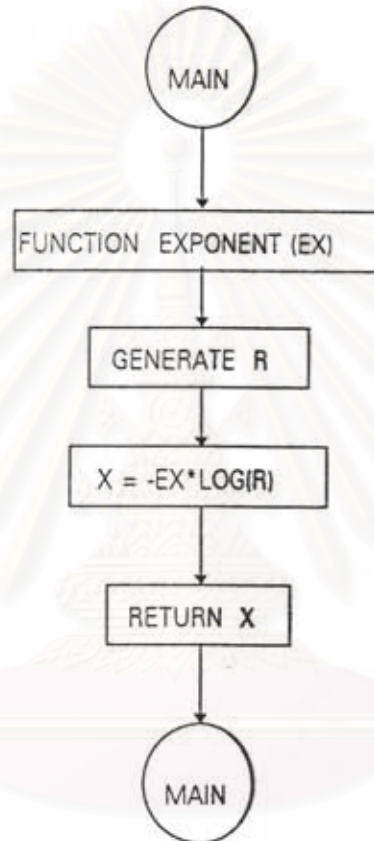 MAIN
FUNCTION EXPONENT (EX)
GENERATE R
X = -EX*LOG(R)
RETURN X
MAIN